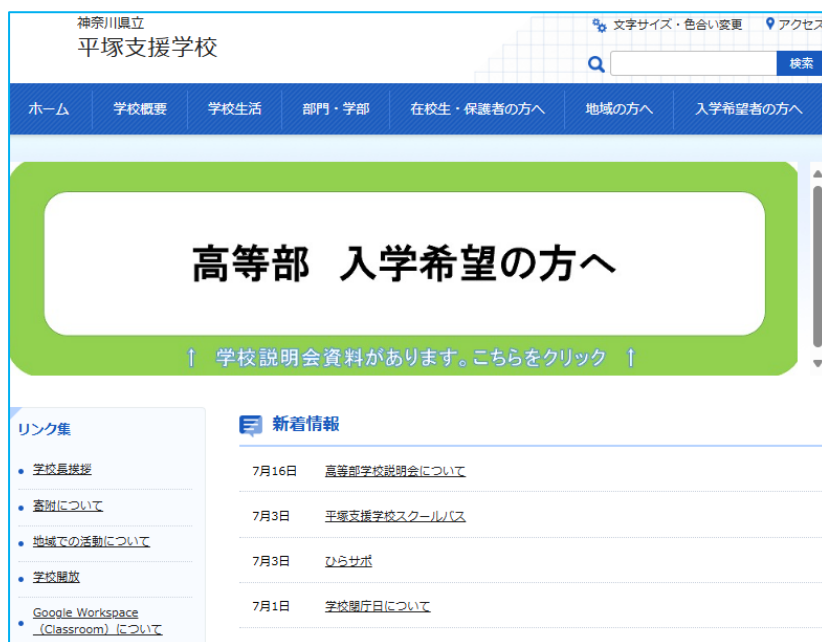 神奈川県立
平塚支援学校
文字サイズ・色合い変更 アクセス
検索
ホーム 学校概要 学校生活 部門・学部 在校生・保護者の方へ 地域の方へ 入学希望者の方へ
高等部 入学希望の方へ
↑ 学校説明会資料があります。こちらをクリック ↑
リンク集
学校長挨拶
寄附について
地域での活動について
学校開放
Google Workspace
（Classroom）について
新着情報
7月16日 高等部学校説明会について
7月3日 平塚支援学校スクールバス
7月3日 ひらサポ
7月1日 学校閉庁日について